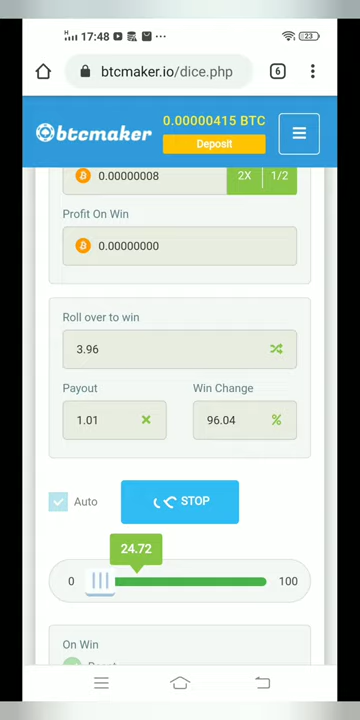 17:48
23
btcmaker.io/dice.php
6
btcmaker
0.00000415 BTC
Deposit
0.00000008
2X
1/2
Profit On Win
0.00000000
Roll over to win
3.96
Payout
Win Change
1.01
96.04
%
Auto
STOP
24.72
0
100
On Win
Reset